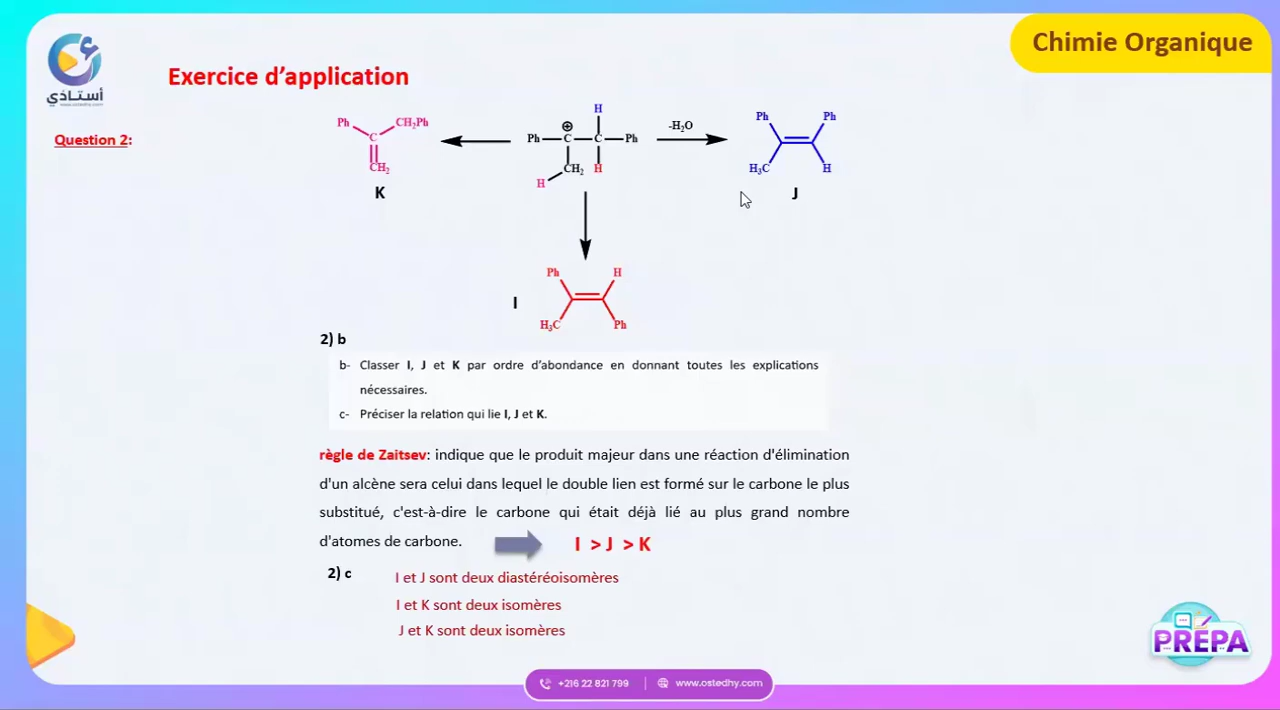 Chimie Organique
أستاذي
www.ostedhy.com
Exercice d’application
Question 2:
Ph CH₂Ph
C
CH₂
K
H
⊕
Ph C C Ph
CH₂ H
H
-H₂O
Ph Ph
H₃C H
J
Ph H
I
H₃C Ph
2) b
b- Classer I, J et K par ordre d’abondance en donnant toutes les explications
nécessaires.
c- Préciser la relation qui lie I, J et K.
règle de Zaitsev: indique que le produit majeur dans une réaction d'élimination
d'un alcène sera celui dans lequel le double lien est formé sur le carbone le plus
substitué, c'est-à-dire le carbone qui était déjà lié au plus grand nombre
d'atomes de carbone.
I > J > K
2) c
I et J sont deux diastéréoisomères
I et K sont deux isomères
J et K sont deux isomères
PRÉPA
+216 22 821 799 | www.ostedhy.com